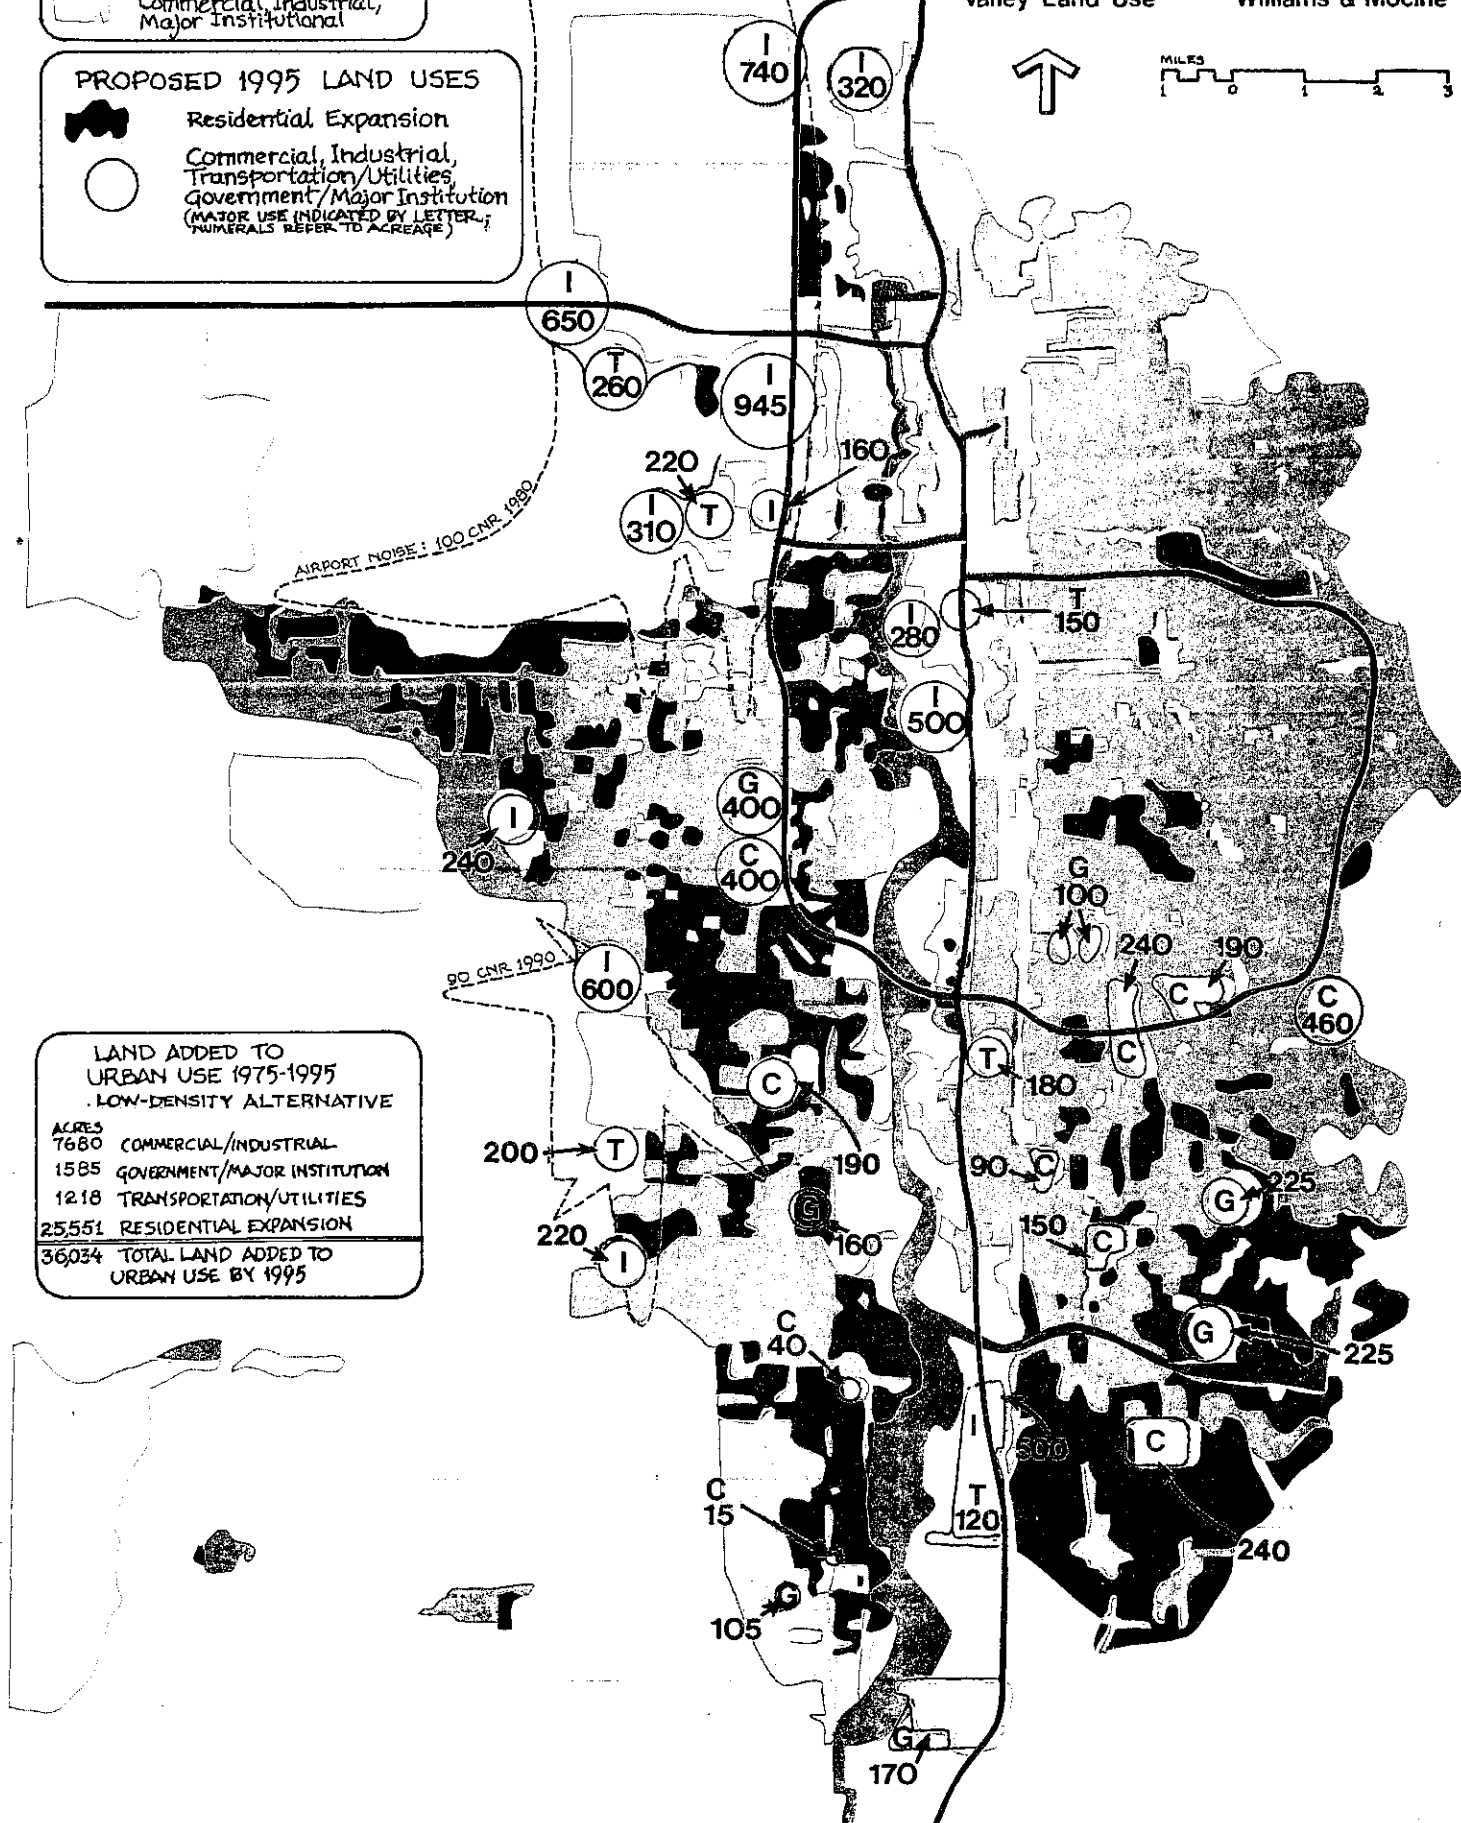 Commercial, Industrial,
Major Institutional
Valley Land Use
Williams & Mocine
PROPOSED 1995 LAND USES
Residential Expansion
Commercial, Industrial,
Transportation/Utilities,
Government/Major Institution
(MAJOR USE INDICATED BY LETTER;
NUMERALS REFER TO ACREAGE)
MILES
1 0 1 2 3
I
740
I
320
I
650
T
260
I
945
220
160
I
310
T
I
AIRPORT NOISE: 100 CNR 1980
I
280
T
150
I
500
G
400
I
240
C
400
G
100
240
190
C
90 CNR 1990
I
600
C
460
C
T
180
C
190
LAND ADDED TO
URBAN USE 1975-1995
LOW-DENSITY ALTERNATIVE
ACRES
7680 COMMERCIAL/INDUSTRIAL
1585 GOVERNMENT/MAJOR INSTITUTION
1218 TRANSPORTATION/UTILITIES
25,551 RESIDENTIAL EXPANSION
36,034 TOTAL LAND ADDED TO
URBAN USE BY 1995
200
T
90
C
G
225
G
160
220
I
150
C
C
40
G
225
I
600
C
240
C
15
T
120
G
105
G
170